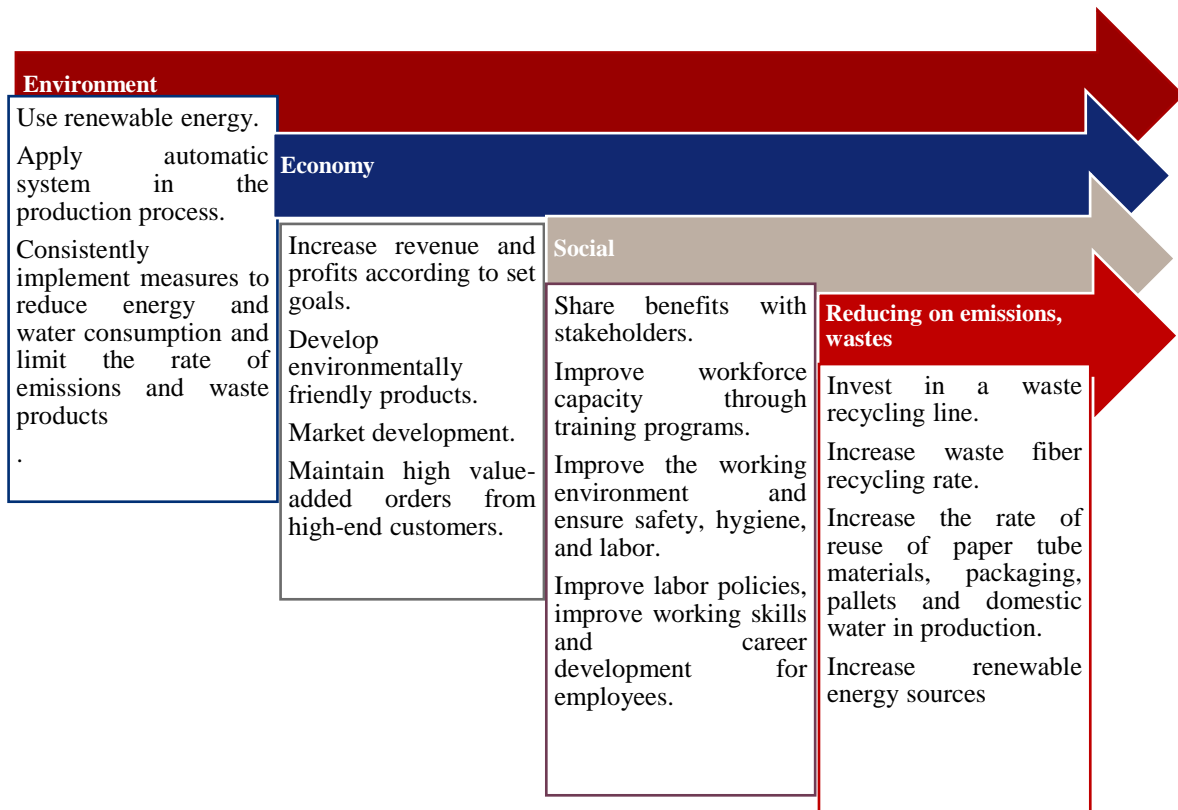 Environment
Use renewable energy.
Apply automatic
system in the
production process.
Consistently
implement measures to
reduce energy and
water consumption and
limit the rate of
emissions and waste
products
.
Economy
Increase revenue and
profits according to set
goals.
Develop
environmentally
friendly products.
Market development.
Maintain high value-
added orders from
high-end customers.
Social
Share benefits with
stakeholders.
Improve workforce
capacity through
training programs.
Improve the working
environment and
ensure safety, hygiene,
and labor.
Improve labor policies,
improve working skills
and career
development for
employees.
Reducing on emissions,
wastes
Invest in a waste
recycling line.
Increase waste fiber
recycling rate.
Increase the rate of
reuse of paper tube
materials, packaging,
pallets and domestic
water in production.
Increase renewable
energy sources